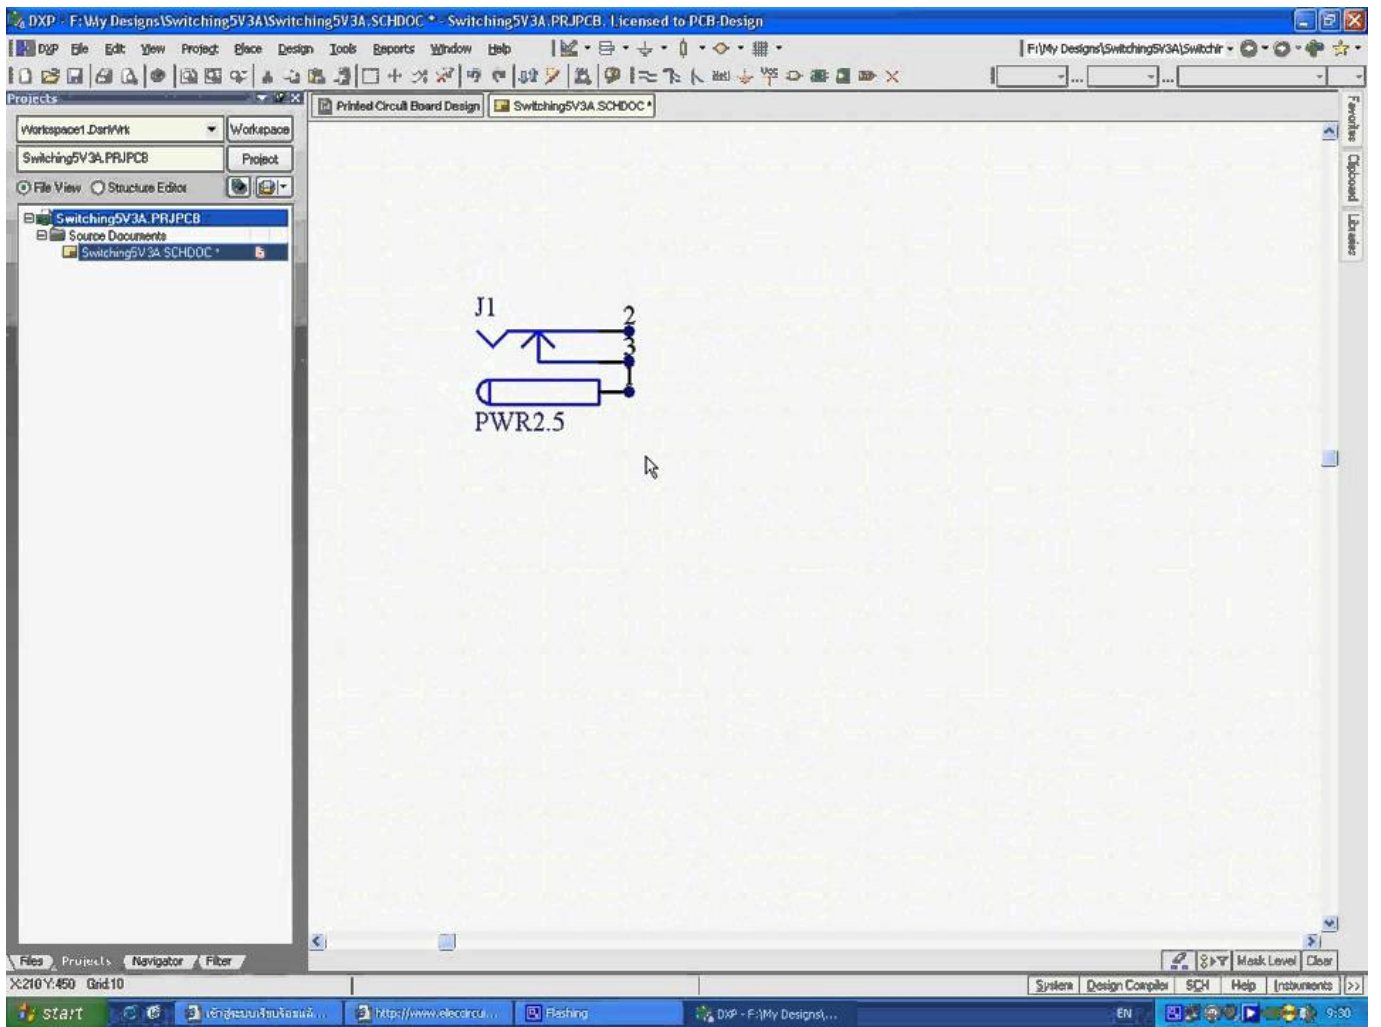 DXP - F:\My Designs\Switching5V3A\Switching5V3A.SCHDOC * - Switching5V3A.PRJPCB. Licensed to PCB-Design
DXP File Edit View Project Place Design Tools Reports Window Help
F:\My Designs\Switching5V3A\Switchir
Projects
Printed Circuit Board Design
Switching5V3A.SCHDOC *
Workspace1.DsnWrk
Workspace
Switching5V3A.PRJPCB
Project
File View
Structure Editor
Switching5V3A.PRJPCB
Source Documents
Switching5V3A.SCHDOC *
Favorites
Clipboard
Libraries
J1
2
3
1
PWR2.5
Files Projects Navigator Filter
Mask Level Clear
X:210 Y:450 Grid:10
System Design Compiler SCH Help Instruments >>
start
http://www.eleccircui...
Flashing
DXP - F:\My Designs\...
EN
9:30